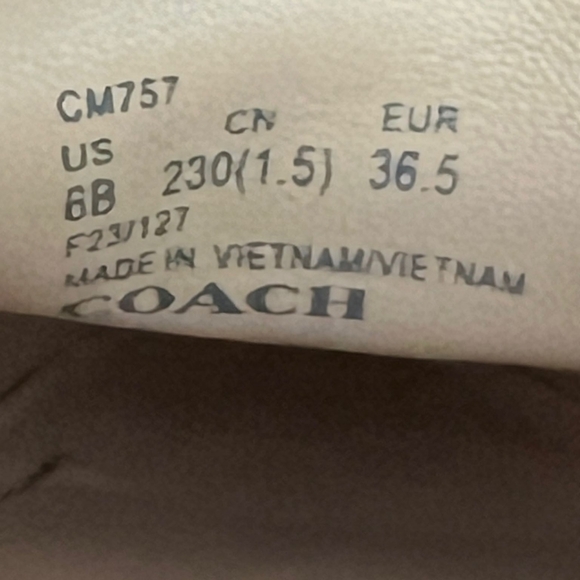 CM757
US CN EUR
6B 230(1.5) 36.5
F23/127
MADE IN VIETNAM/VIETNAM
COACH